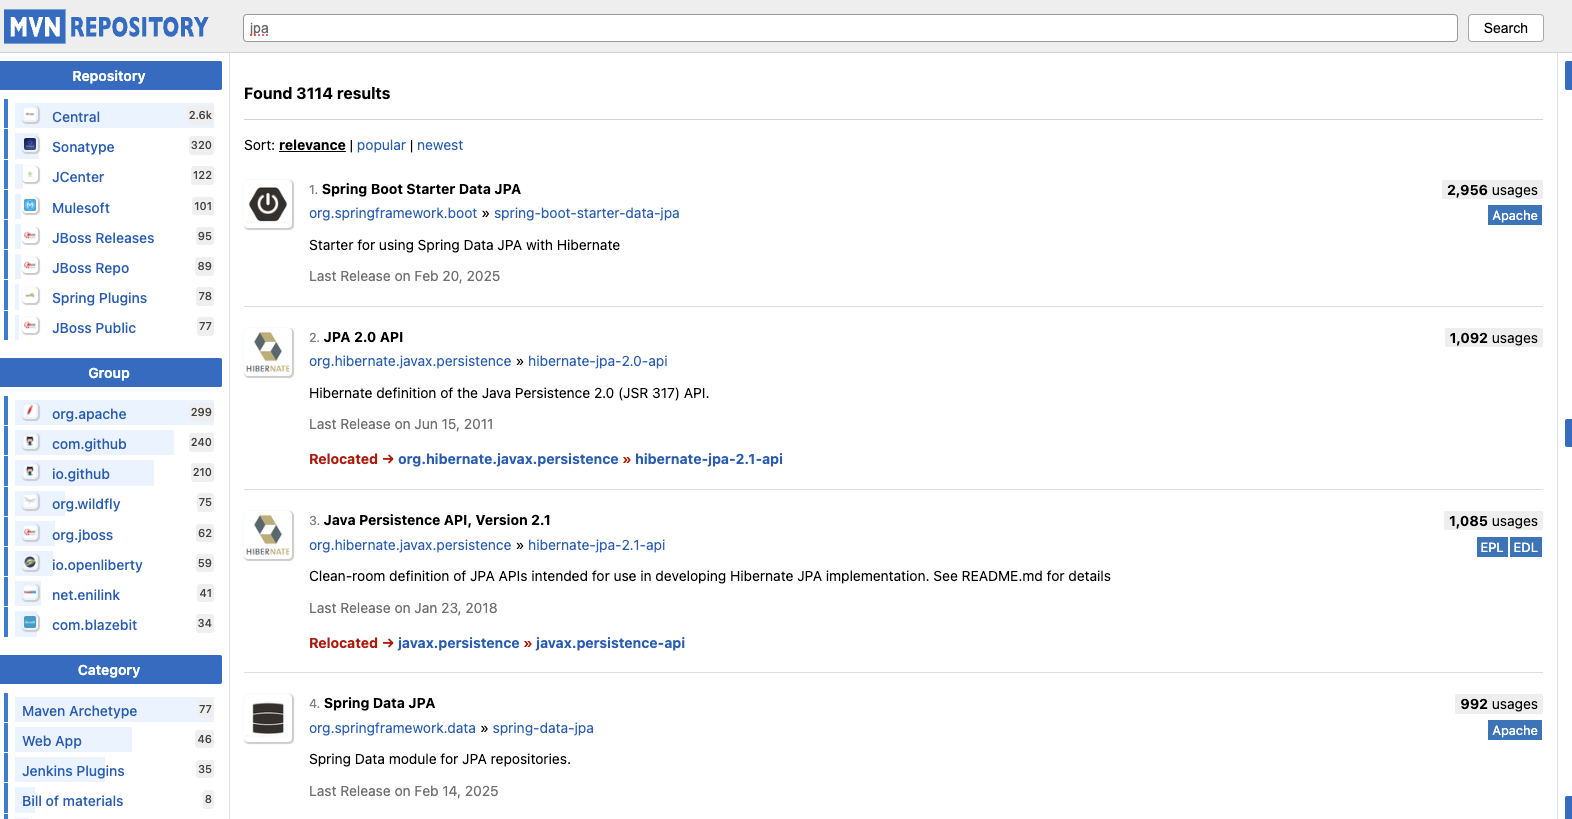 MVN REPOSITORY
jpa
Search
Repository
Central 2.6k
Sonatype 320
JCenter 122
Mulesoft 101
JBoss Releases 95
JBoss Repo 89
Spring Plugins 78
JBoss Public 77
Group
org.apache 299
com.github 240
io.github 210
org.wildfly 75
org.jboss 62
io.openliberty 59
net.enilink 41
com.blazebit 34
Category
Maven Archetype 77
Web App 46
Jenkins Plugins 35
Bill of materials 8
Found 3114 results
Sort: relevance | popular | newest
1. Spring Boot Starter Data JPA
2,956 usages
org.springframework.boot » spring-boot-starter-data-jpa
Apache
Starter for using Spring Data JPA with Hibernate
Last Release on Feb 20, 2025
HIBERNATE
2. JPA 2.0 API
1,092 usages
org.hibernate.javax.persistence » hibernate-jpa-2.0-api
Hibernate definition of the Java Persistence 2.0 (JSR 317) API.
Last Release on Jun 15, 2011
Relocated → org.hibernate.javax.persistence » hibernate-jpa-2.1-api
HIBERNATE
3. Java Persistence API, Version 2.1
1,085 usages
org.hibernate.javax.persistence » hibernate-jpa-2.1-api
EPL EDL
Clean-room definition of JPA APIs intended for use in developing Hibernate JPA implementation. See README.md for details
Last Release on Jan 23, 2018
Relocated → javax.persistence » javax.persistence-api
4. Spring Data JPA
992 usages
org.springframework.data » spring-data-jpa
Apache
Spring Data module for JPA repositories.
Last Release on Feb 14, 2025